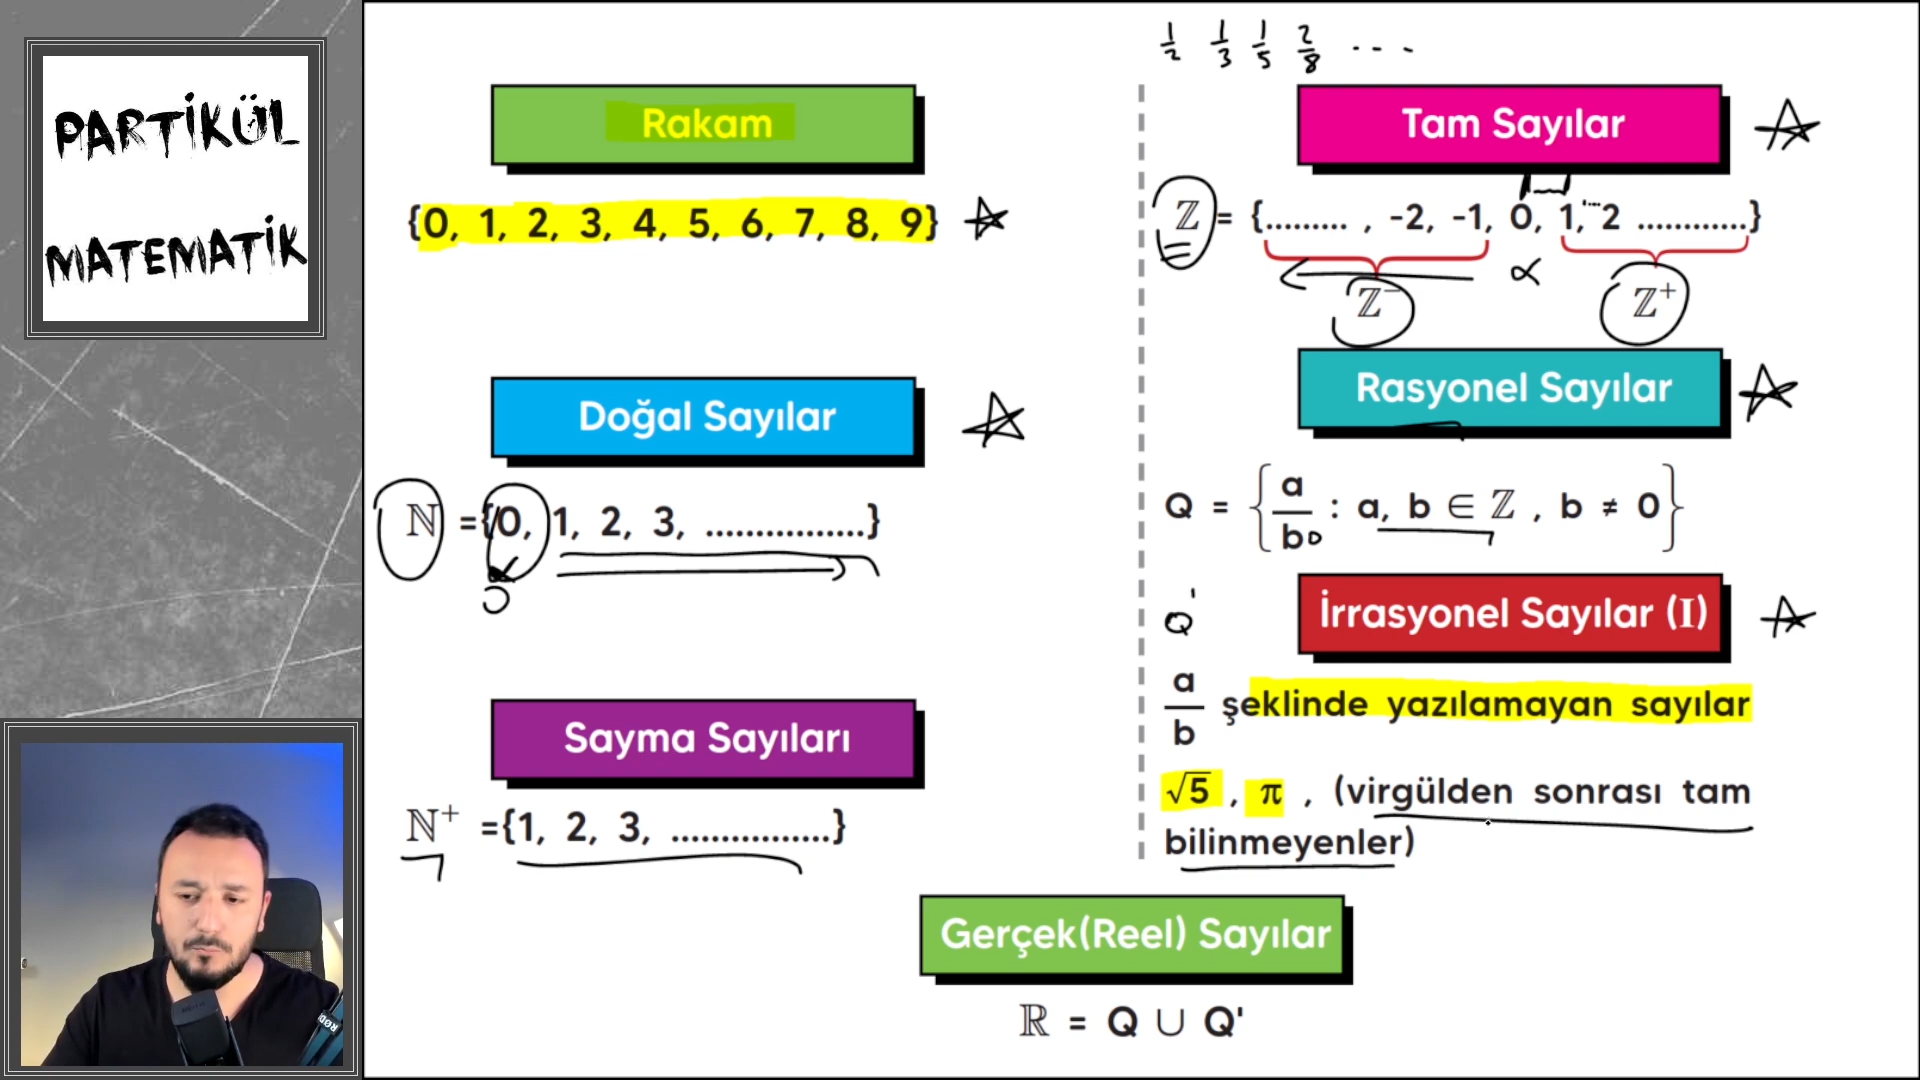 PARTİKÜL
MATEMATİK
Rakam
{0, 1, 2, 3, 4, 5, 6, 7, 8, 9}
Doğal Sayılar
ℕ ={0, 1, 2, 3, ................}
Sayma Sayıları
ℕ⁺ ={1, 2, 3, ................}
1/2 1/3 1/5 2/8 ...
Tam Sayılar
ℤ = {......... , -2, -1, 0, 1, 2 ............}
ℤ⁻ ℤ⁺
Rasyonel Sayılar
Q = {a/b : a, b ∈ ℤ , b ≠ 0}
Q'
İrrasyonel Sayılar (I)
a/b şeklinde yazılamayan sayılar
√5 , π , (virgülden sonrası tam
bilinmeyenler)
Gerçek(Reel) Sayılar
ℝ = Q ∪ Q'